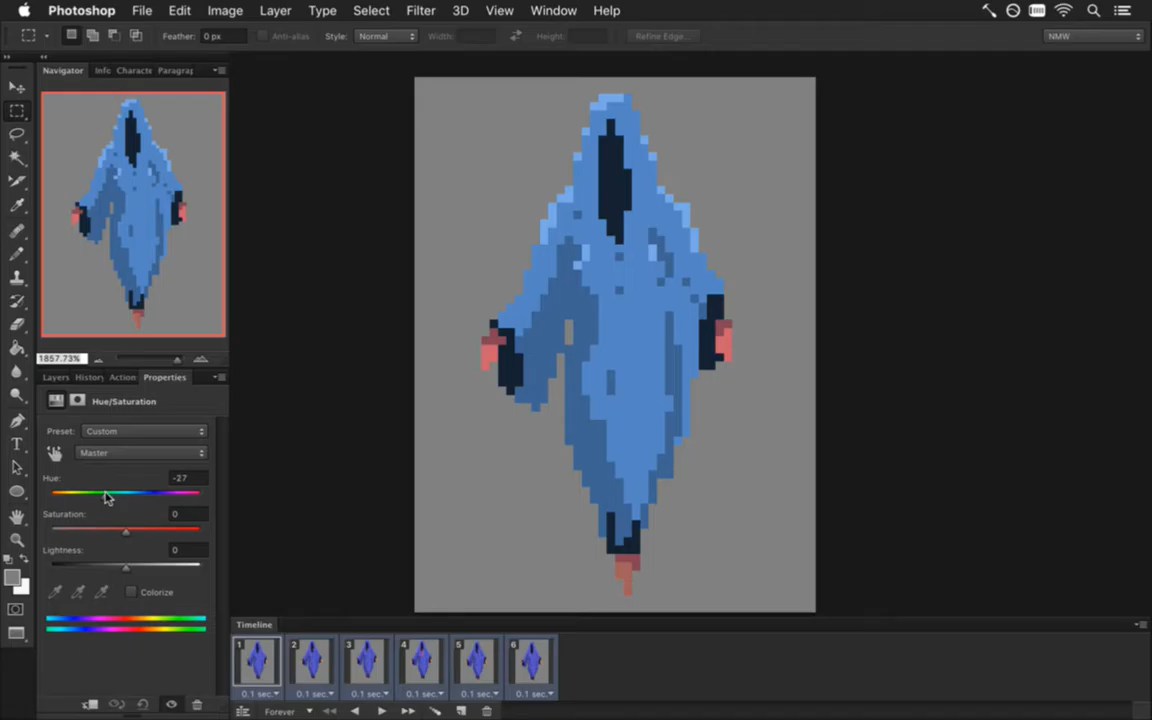 Photoshop File Edit Image Layer Type Select Filter 3D View Window Help
Feather: 0 px Anti-alias Style: Normal Width: Height: Refine Edge... NMW
Navigator Info Characte Paragrap
1857.73%
Layers History Action Properties
Hue/Saturation
Preset: Custom
Master
Hue: -27
Saturation: 0
Lightness: 0
Colorize
Timeline
1 2 3 4 5 6
0.1 sec. 0.1 sec. 0.1 sec. 0.1 sec. 0.1 sec. 0.1 sec.
Forever